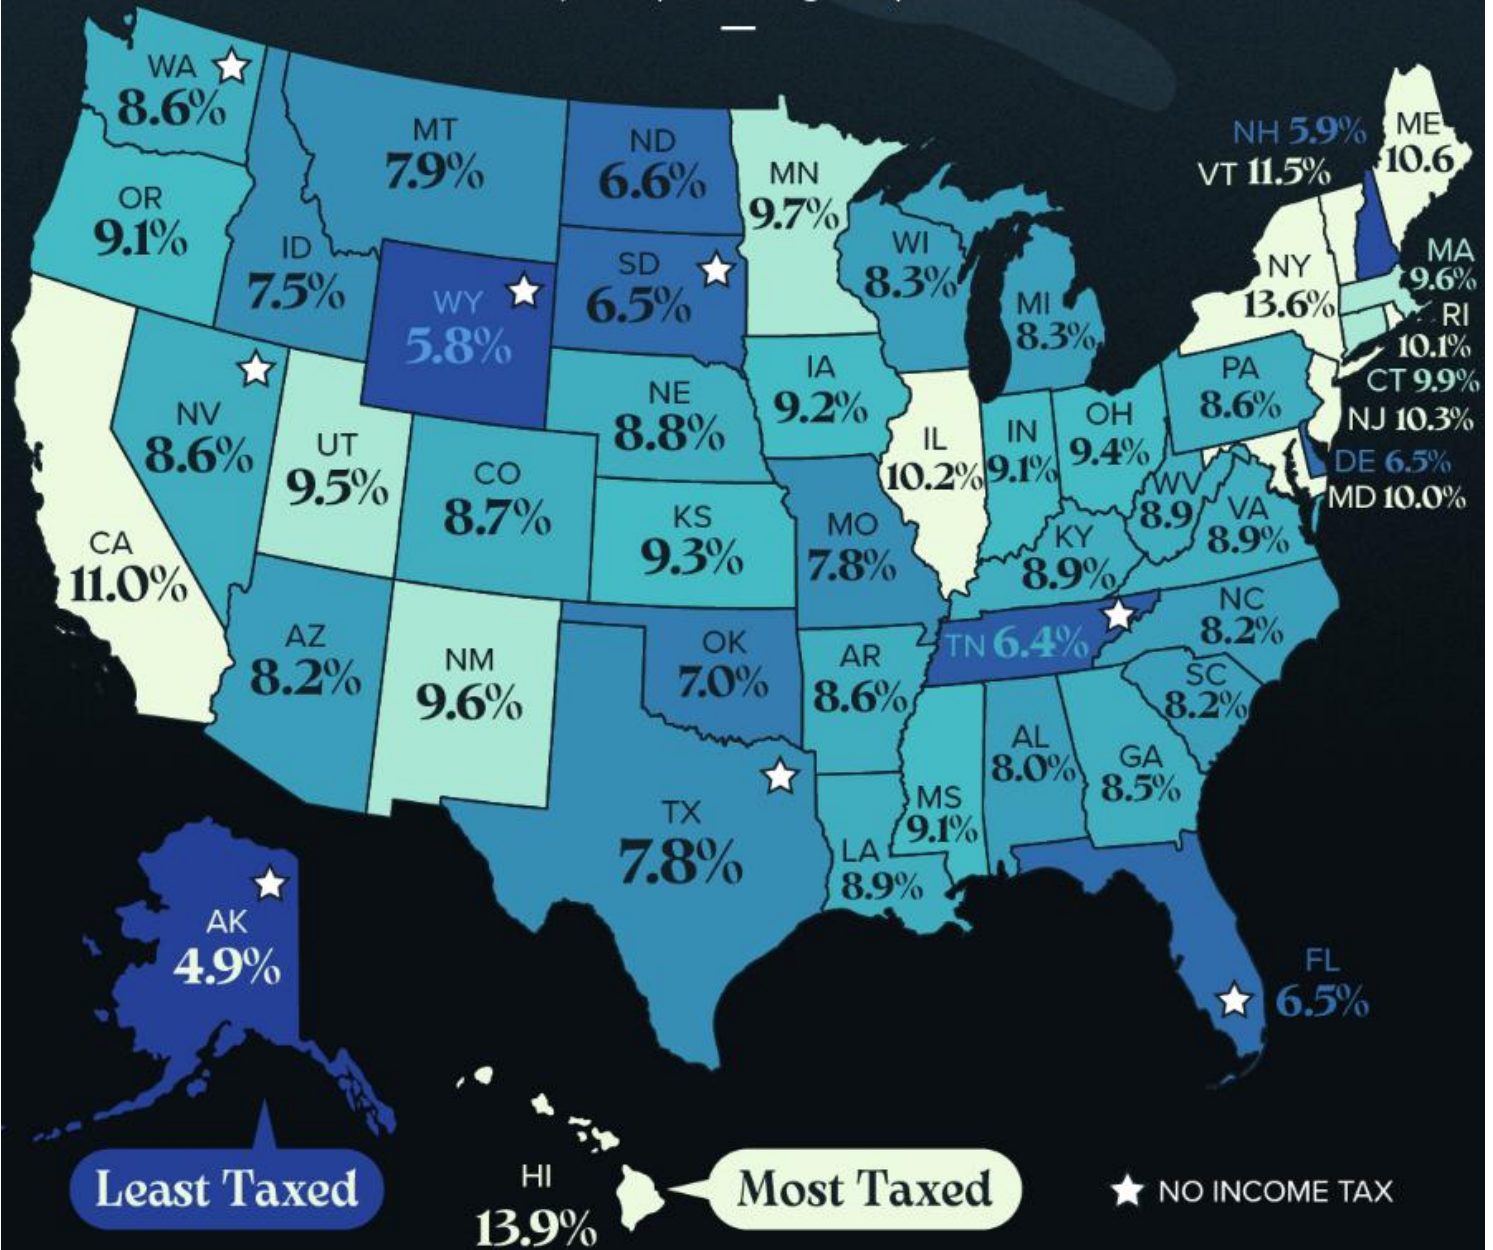 WA
8.6%
MT
7.9%
ND
6.6%
MN
9.7%
NH 5.9%
VT 11.5%
ME
10.6
OR
9.1%
ID
7.5%
WY
5.8%
SD
6.5%
WI
8.3%
MI
8.3%
NY
13.6%
MA
9.6%
RI
10.1%
CT 9.9%
NJ 10.3%
DE 6.5%
MD 10.0%
NV
8.6%
UT
9.5%
CO
8.7%
NE
8.8%
IA
9.2%
IL
10.2%
IN
9.1%
OH
9.4%
PA
8.6%
CA
11.0%
KS
9.3%
MO
7.8%
KY
8.9%
WV
8.9
VA
8.9%
AZ
8.2%
NM
9.6%
OK
7.0%
AR
8.6%
TN 6.4%
NC
8.2%
SC
8.2%
TX
7.8%
LA
8.9%
MS
9.1%
AL
8.0%
GA
8.5%
FL
6.5%
AK
4.9%
Least Taxed
HI
13.9%
Most Taxed
NO INCOME TAX